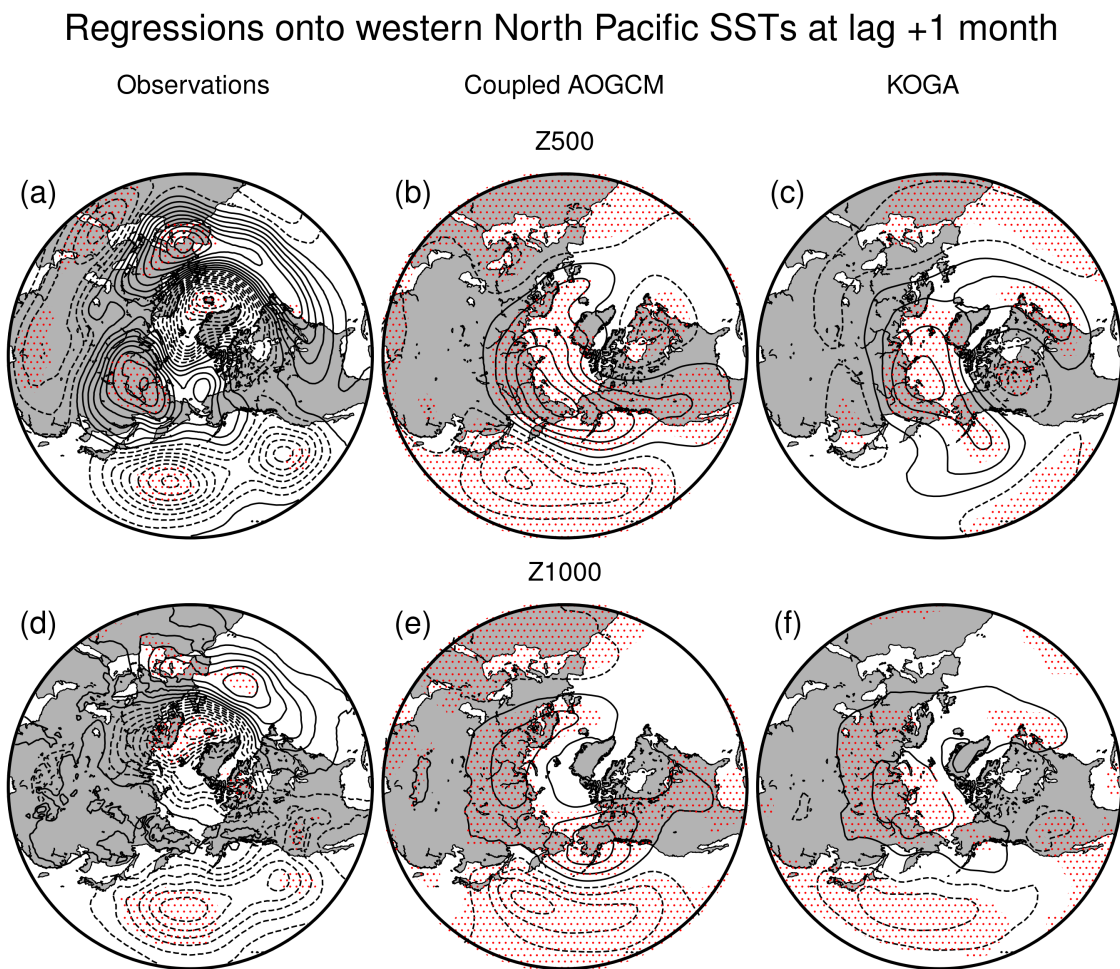 Regressions onto western North Pacific SSTs at lag +1 month
Observations
Coupled AOGCM
KOGA
Z500
(a)
(b)
(c)
Z1000
(d)
(e)
(f)